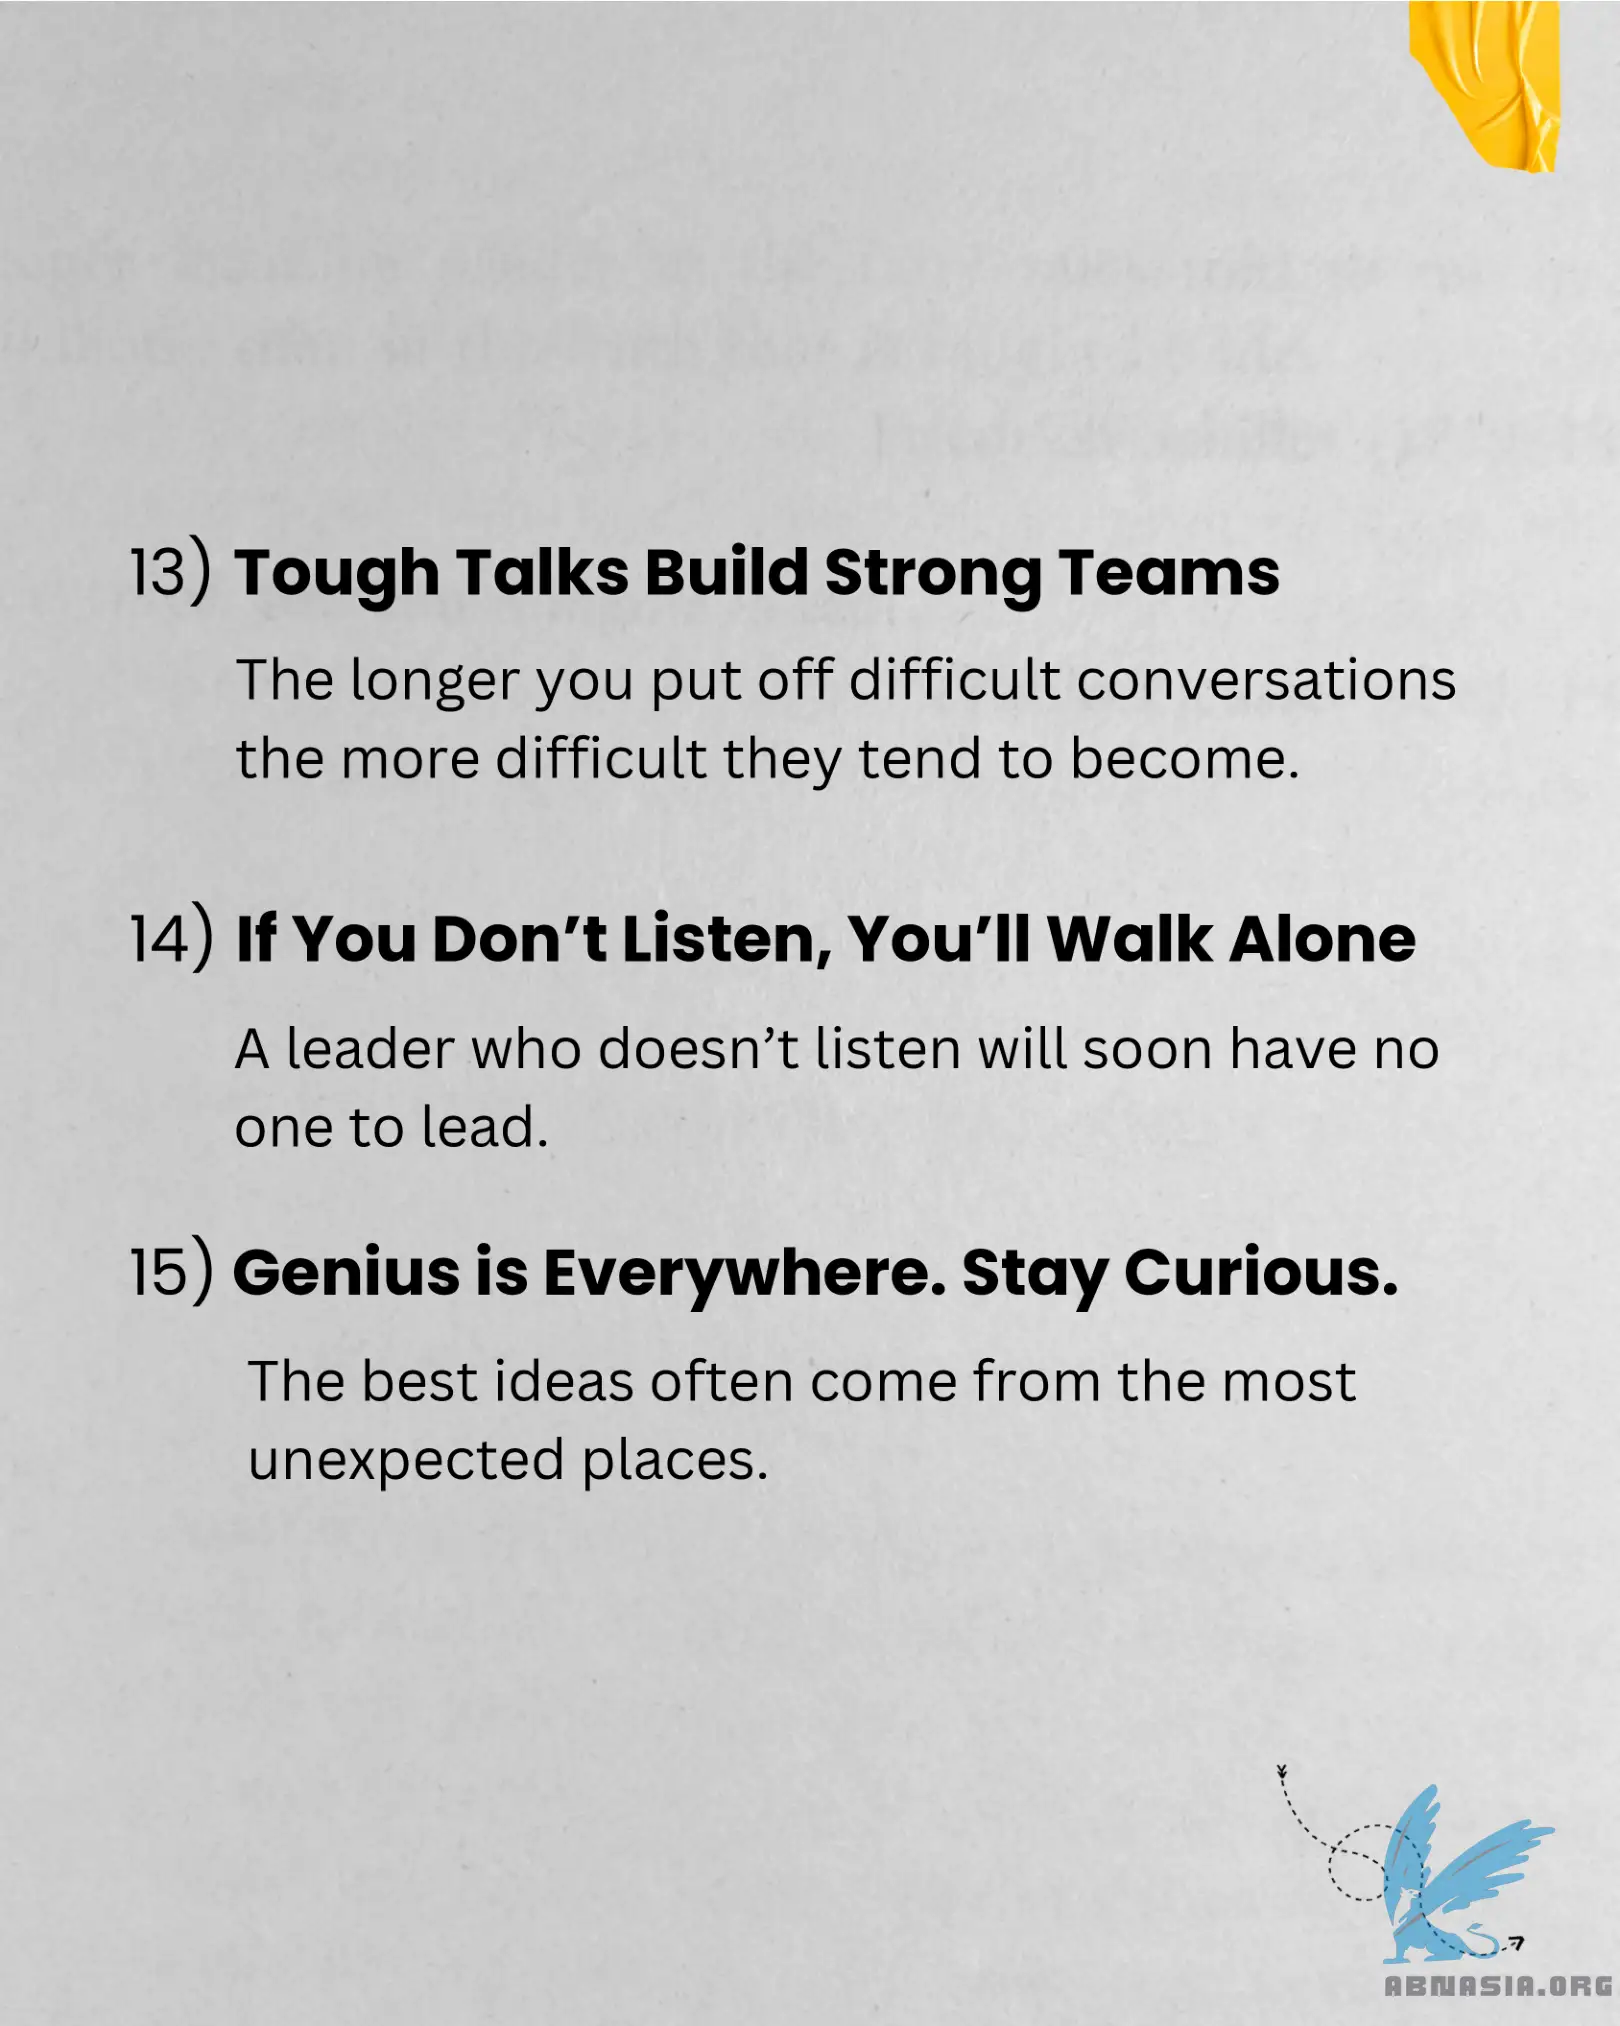 13) Tough Talks Build Strong Teams
The longer you put off difficult conversations
the more difficult they tend to become.
14) If You Don’t Listen, You’ll Walk Alone
A leader who doesn’t listen will soon have no
one to lead.
15) Genius is Everywhere. Stay Curious.
The best ideas often come from the most
unexpected places.
ABNASIA.ORG